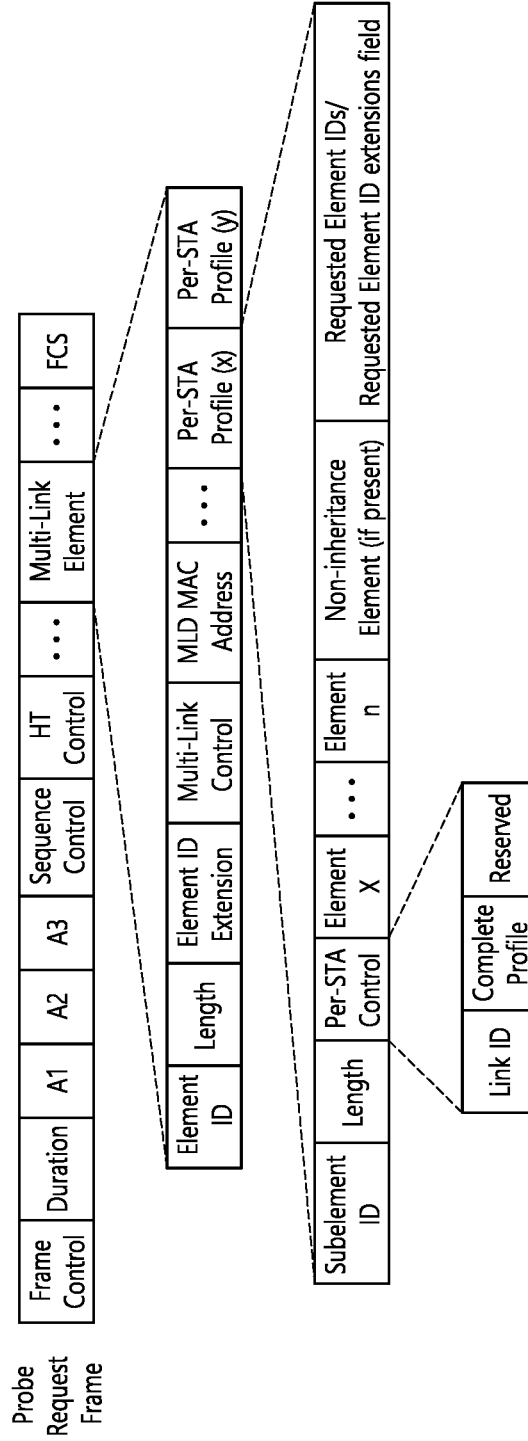 Probe
Request
Frame
Frame
Control
Duration
A1
A2
A3
Sequence
Control
HT
Control
• • •
Multi-Link
Element
• • •
FCS
Element
ID
Length
Element ID
Extension
Multi-Link
Control
MLD MAC
Address
• • •
Per-STA
Profile (x)
Per-STA
Profile (y)
Subelement
ID
Length
Per-STA
Control
Element
X
• • • •
Element
n
Non-inheritance
Element (if present)
Requested Element IDs/
Requested Element ID extensions field
Link ID
Complete
Profile
Reserved